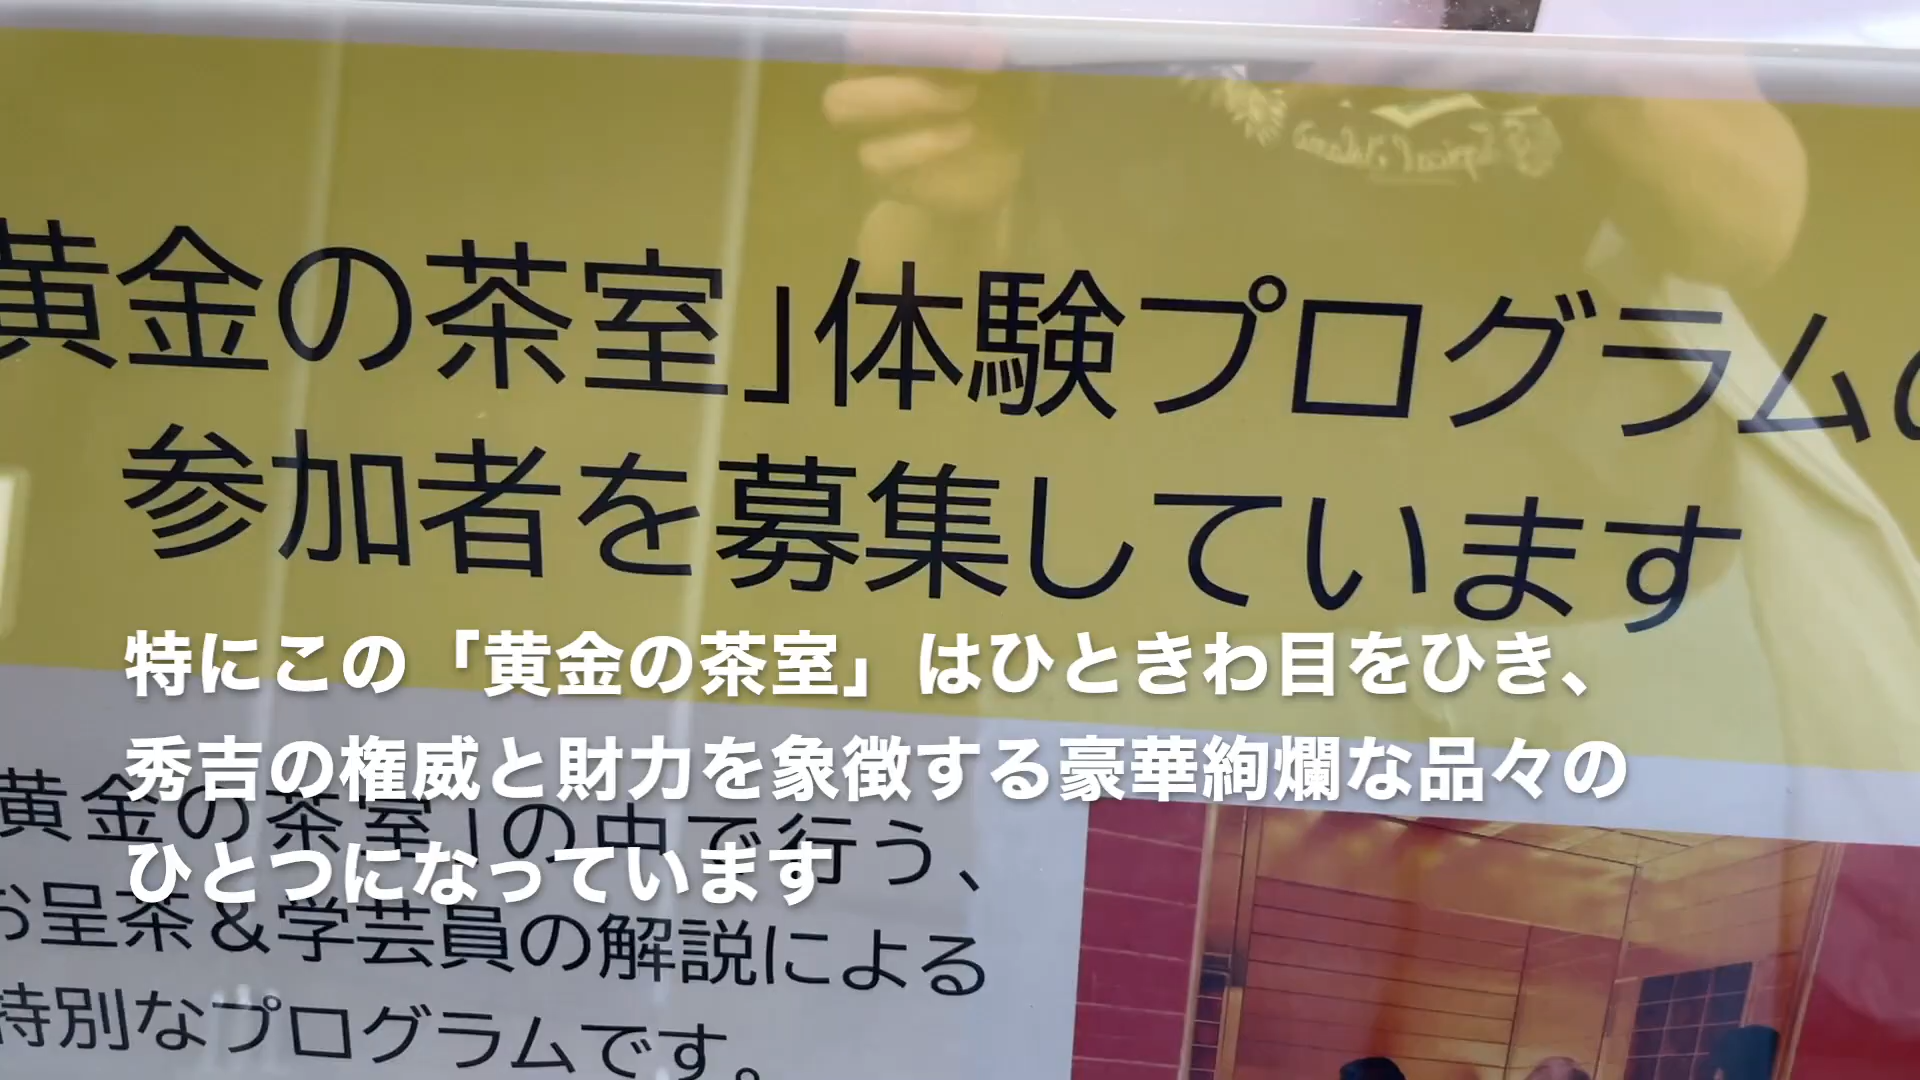 黄金の茶室」体験プログラムの
参加者を募集しています
特にこの「黄金の茶室」はひときわ目をひき、
秀吉の権威と財力を象徴する豪華絢爛な品々の
ひとつになっています
黄金の茶室」の中で行う、
お呈茶&学芸員の解説による
特別なプログラムです。